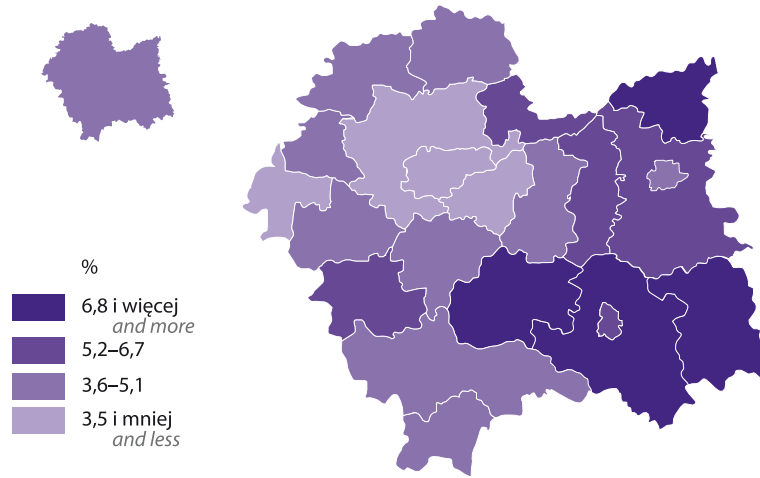 %
6,8 i więcej
and more
5,2–6,7
3,6–5,1
3,5 i mniej
and less